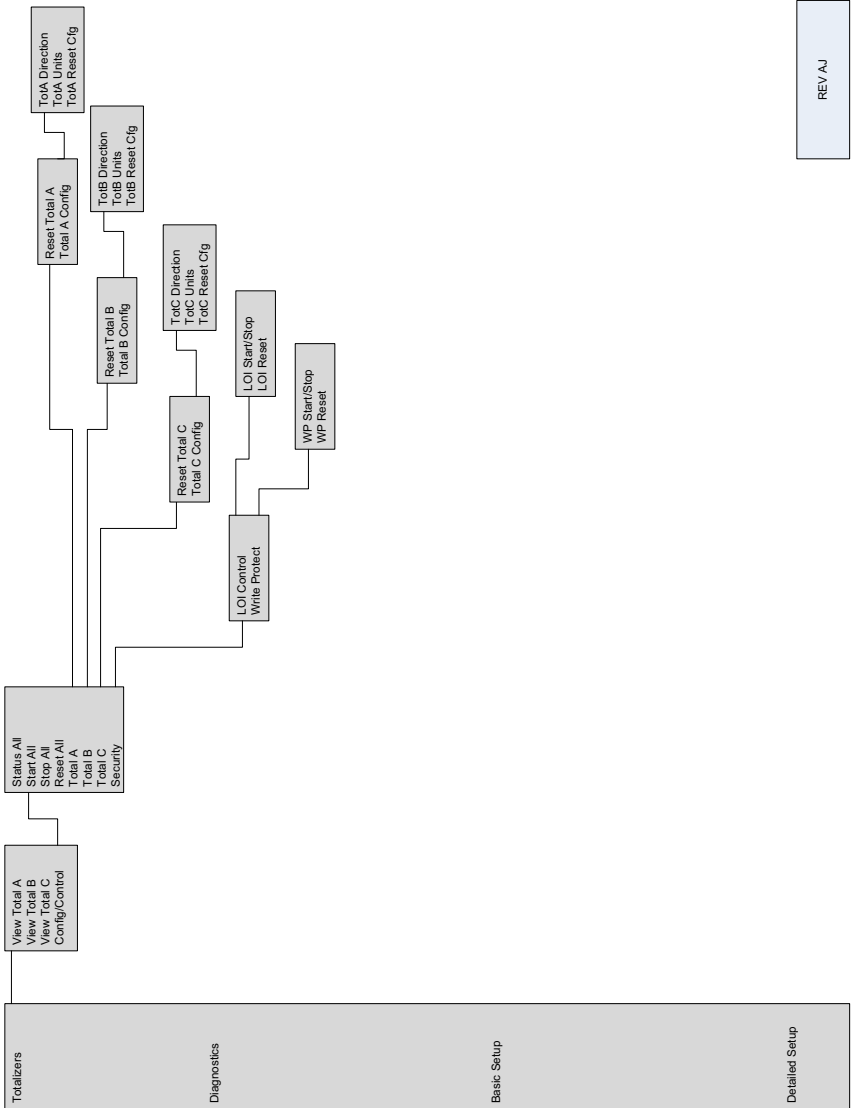 Totalizers
Diagnostics
Basic Setup
Detailed Setup
View Total A
View Total B
View Total C
Config/Control
Status All
Start All
Stop All
Reset All
Total A
Total B
Total C
Security
Reset Total A
Total A Config
TotA Direction
TotA Units
TotA Reset Cfg
Reset Total B
Total B Config
TotB Direction
TotB Units
TotB Reset Cfg
Reset Total C
Total C Config
TotC Direction
TotC Units
TotC Reset Cfg
LOI Control
Write Protect
LOI Start/Stop
LOI Reset
WP Start/Stop
WP Reset
REV AJ